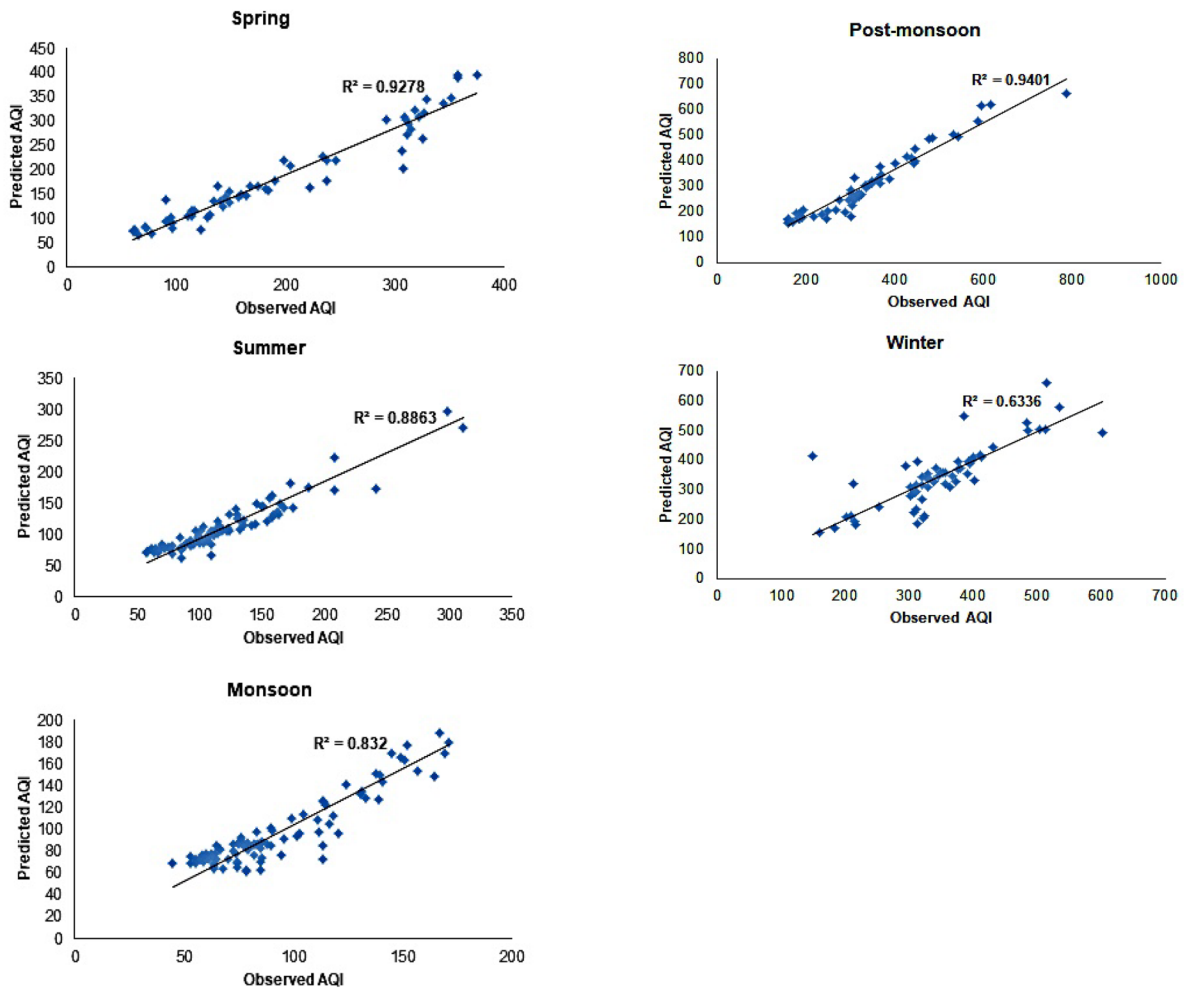 Spring
R² = 0.9278
Predicted AQI
450
400
350
300
250
200
150
100
50
0
0 100 200 300 400
Observed AQI
Post-monsoon
R² = 0.9401
Predicted AQI
800
700
600
500
400
300
200
100
0
0 200 400 600 800 1000
Observed AQI
Summer
R² = 0.8863
Predicted AQI
350
300
250
200
150
100
50
0
0 50 100 150 200 250 300 350
Observed AQI
Winter
R² = 0.6336
Predicted AQI
700
600
500
400
300
200
100
0
0 100 200 300 400 500 600 700
Observed AQI
Monsoon
R² = 0.832
Predicted AQI
200
180
160
140
120
100
80
60
40
20
0
0 50 100 150 200
Observed AQI